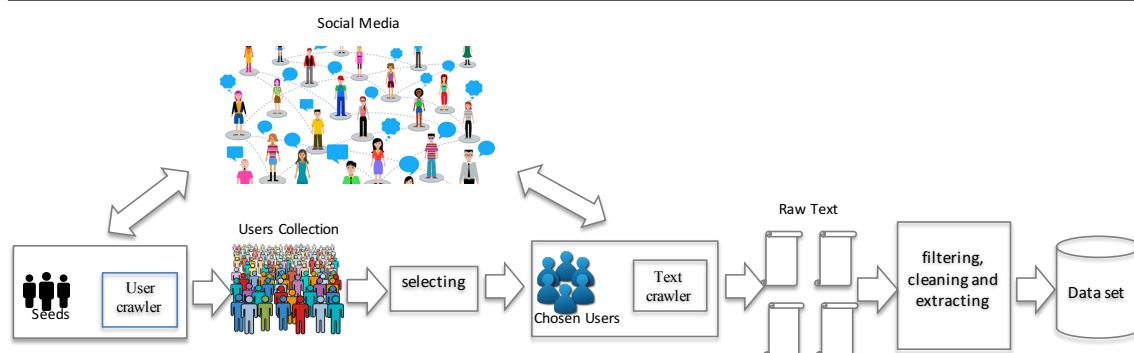 Social Media
Users Collection
Raw Text
Seeds
User
crawler
selecting
Chosen Users
Text
crawler
filtering,
cleaning and
extracting
Data set